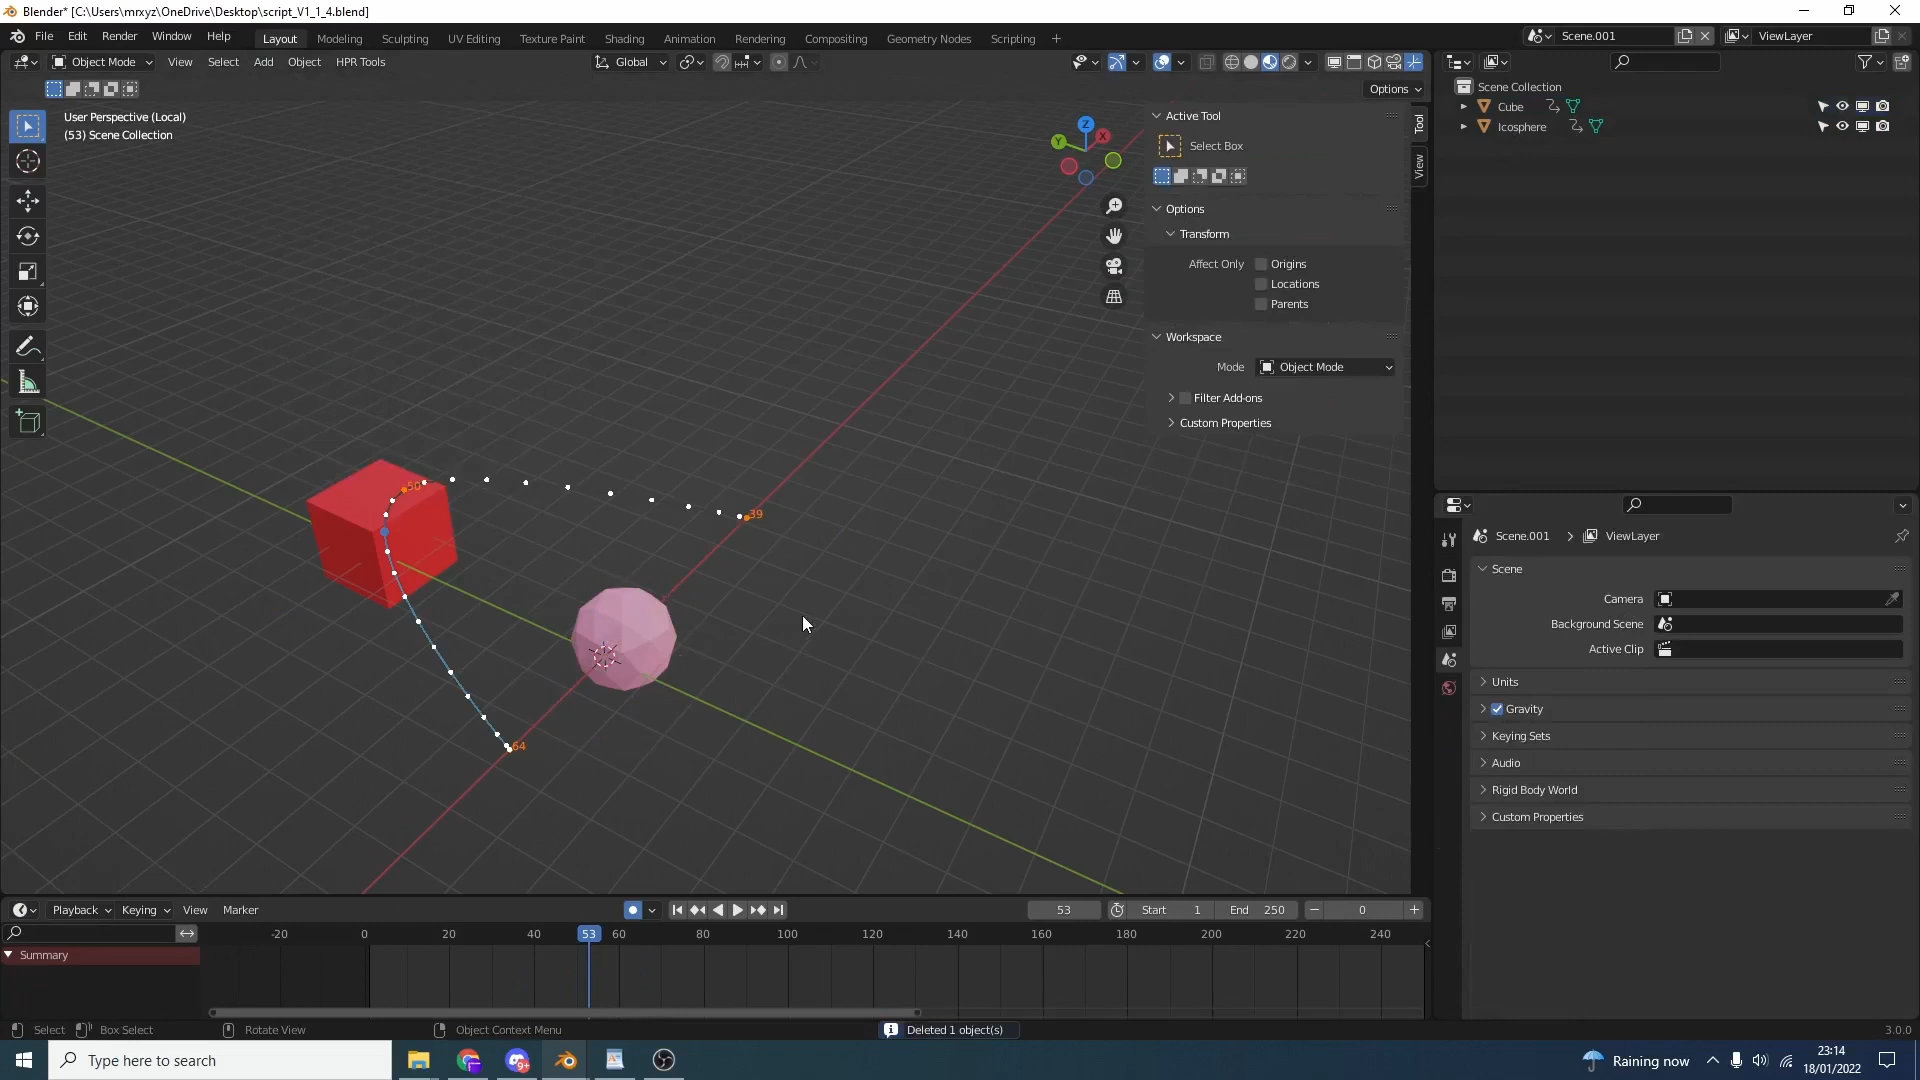 Blender* [C:\Users\mrxyz\OneDrive\Desktop\script_V1_1_4.blend]
File Edit Render Window Help
Layout Modeling Sculpting UV Editing Texture Paint Shading Animation Rendering Compositing Geometry Nodes Scripting +
Scene.001
ViewLayer
Object Mode View Select Add Object HPR Tools
Global
Options
User Perspective (Local)
(53) Scene Collection
Z
X
Y
Active Tool
Select Box
Options
Transform
Affect Only Origins
Locations
Parents
Workspace
Mode Object Mode
Filter Add-ons
Custom Properties
Tool
View
Scene Collection
Cube
Icosphere
50
39
64
Scene.001 > ViewLayer
Scene
Camera
Background Scene
Active Clip
Units
Gravity
Keying Sets
Audio
Rigid Body World
Custom Properties
Playback Keying View Marker
53 Start 1 End 250 0
-20 0 20 40 53 60 80 100 120 140 160 180 200 220 240
Summary
Select Box Select Rotate View Object Context Menu
Deleted 1 object(s)
3.0.0
Type here to search
9+
Raining now
23:14
18/01/2022